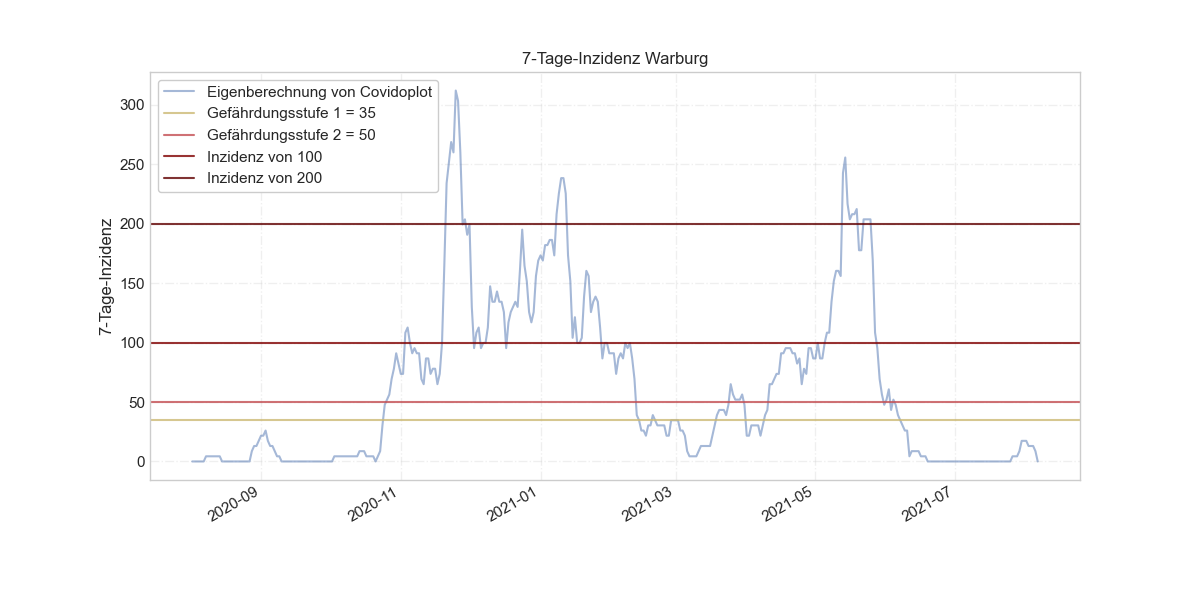 7-Tage-Inzidenz Warburg
Eigenberechnung von Covidoplot
Gefährdungsstufe 1 = 35
Gefährdungsstufe 2 = 50
Inzidenz von 100
Inzidenz von 200
7-Tage-Inzidenz
300
250
200
150
100
50
0
2020-09
2020-11
2021-01
2021-03
2021-05
2021-07